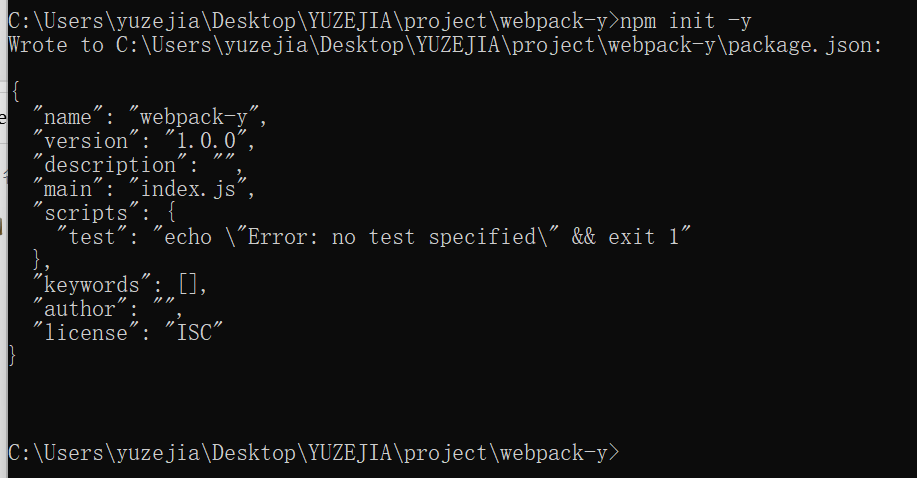 C:\Users\yuzejia\Desktop\YUZEJIA\project\webpack-y>npm init -y
Wrote to C:\Users\yuzejia\Desktop\YUZEJIA\project\webpack-y\package.json:
{
  "name": "webpack-y",
  "version": "1.0.0",
  "description": "",
  "main": "index.js",
  "scripts": {
    "test": "echo \"Error: no test specified\" && exit 1"
  },
  "keywords": [],
  "author": "",
  "license": "ISC"
}
C:\Users\yuzejia\Desktop\YUZEJIA\project\webpack-y>